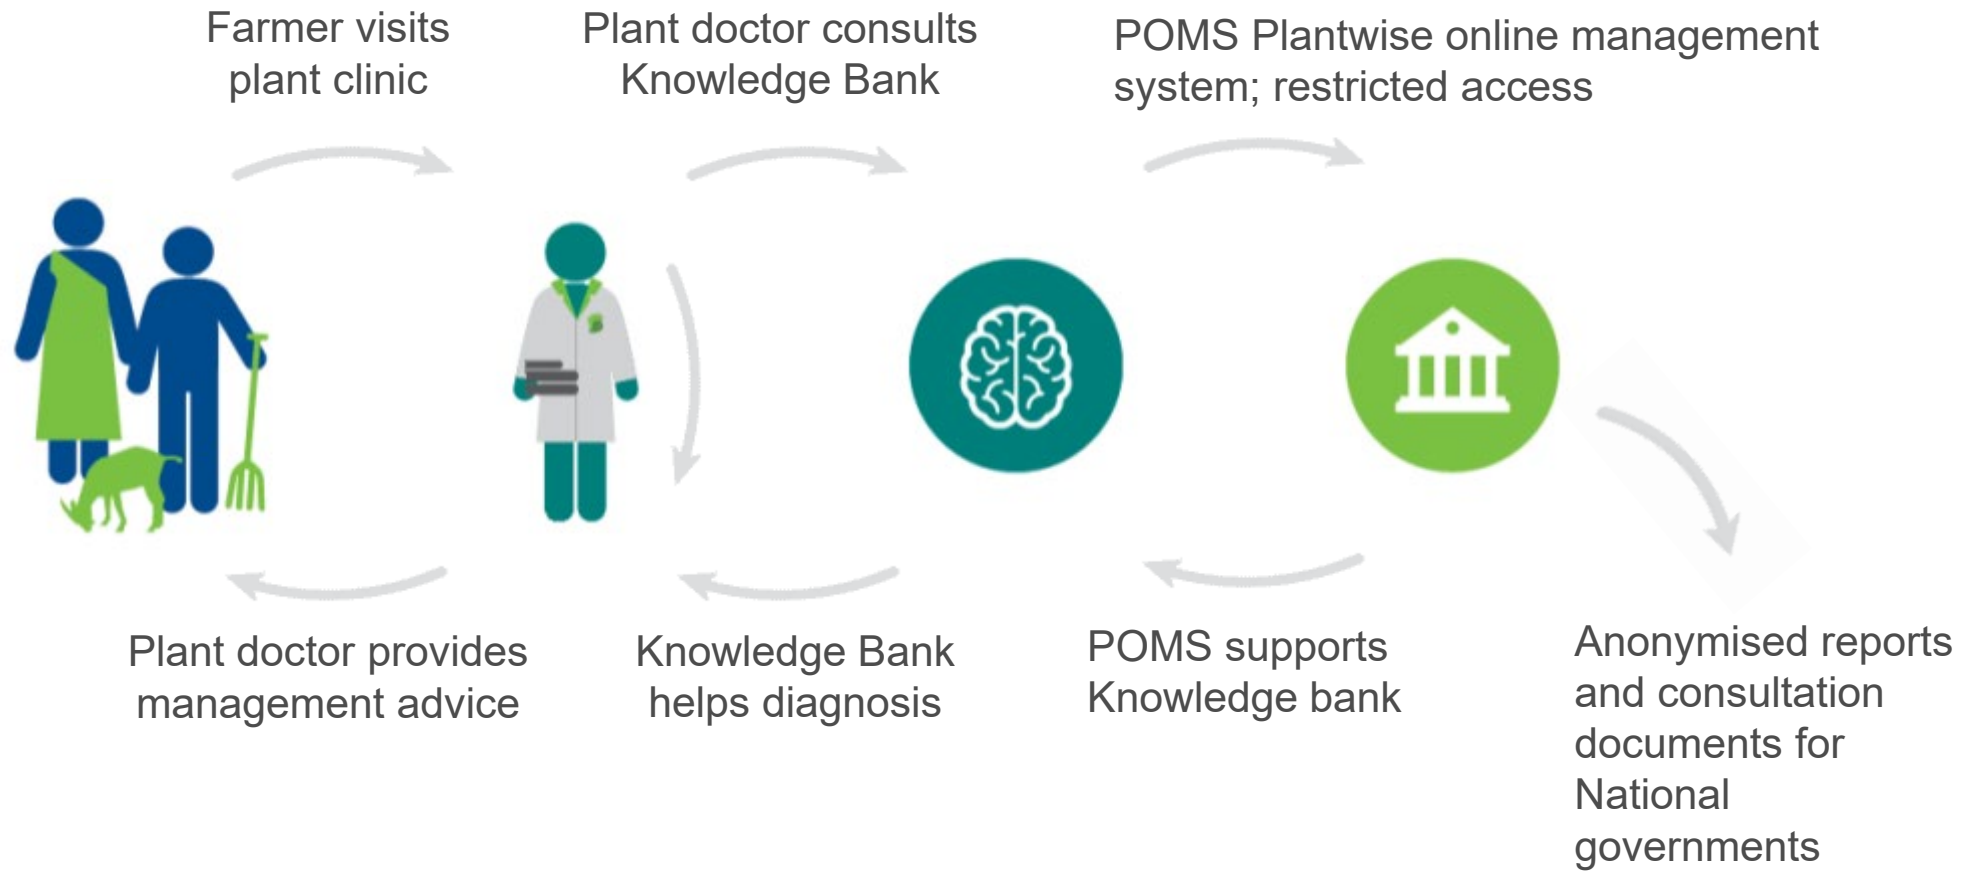 Farmer visits
plant clinic
Plant doctor consults
Knowledge Bank
POMS Plantwise online management
system; restricted access
Plant doctor provides
management advice
Knowledge Bank
helps diagnosis
POMS supports
Knowledge bank
Anonymised reports
and consultation
documents for
National
governments